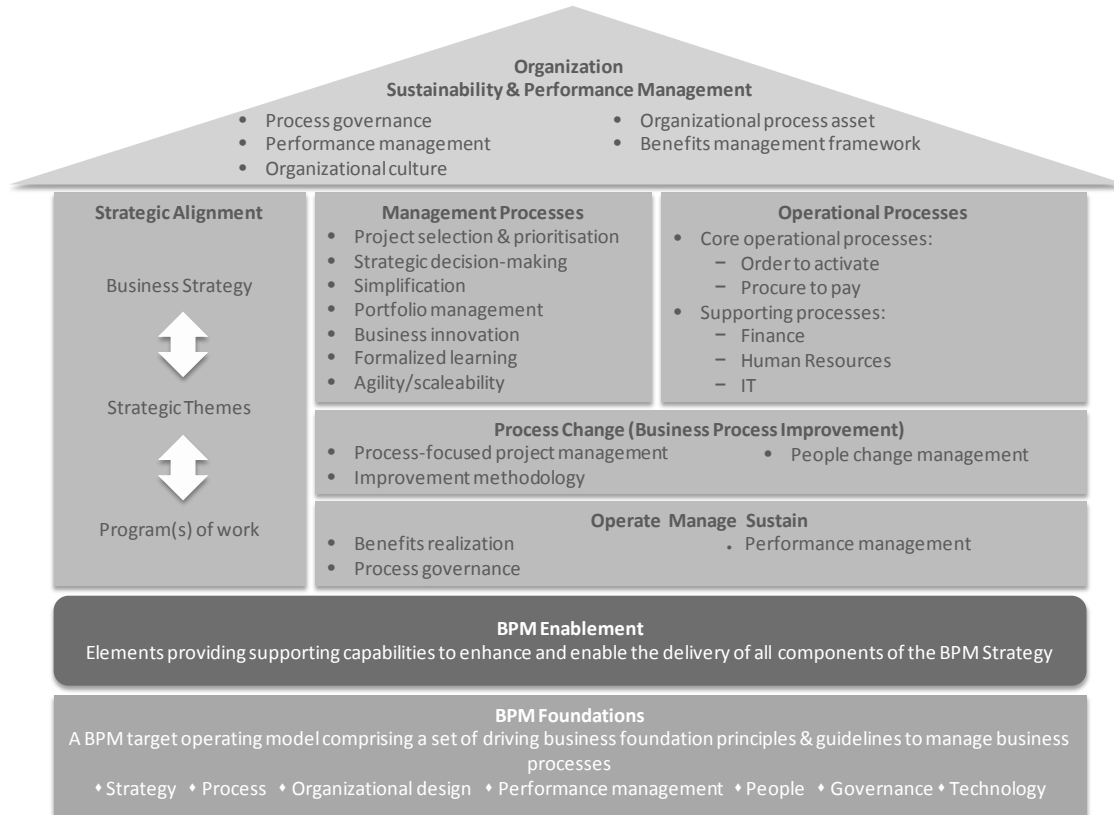 Organization
Sustainability & Performance Management
• Process governance
• Performance management
• Organizational culture
• Organizational process asset
• Benefits management framework
Strategic Alignment
Business Strategy
Strategic Themes
Program(s) of work
Management Processes
• Project selection & prioritisation
• Strategic decision-making
• Simplification
• Portfolio management
• Business innovation
• Formalized learning
• Agility/scaleability
Operational Processes
• Core operational processes:
− Order to activate
− Procure to pay
• Supporting processes:
− Finance
− Human Resources
− IT
Process Change (Business Process Improvement)
• Process-focused project management
• Improvement methodology
• People change management
Operate Manage Sustain
• Benefits realization
• Process governance
• Performance management
BPM Enablement
Elements providing supporting capabilities to enhance and enable the delivery of all components of the BPM Strategy
BPM Foundations
A BPM target operating model comprising a set of driving business foundation principles & guidelines to manage business
processes
♦ Strategy ♦ Process ♦ Organizational design ♦ Performance management ♦ People ♦ Governance ♦ Technology